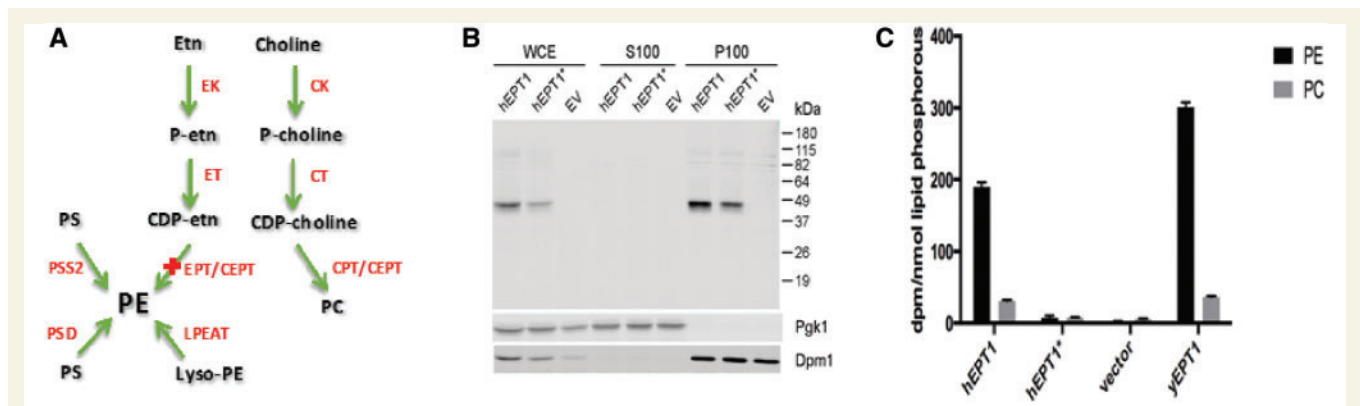 A
Etn
Choline
EK
CK
P-etn
P-choline
ET
CT
PS
CDP-etn
CDP-choline
PSS2
EPT/CEPT
CPT/CEPT
PE
PC
PSD
LPEAT
PS
Lyso-PE
B
WCE
S100
P100
hEPT1
hEPT1*
EV
hEPT1
hEPT1*
EV
hEPT1
hEPT1*
EV
kDa
180
115
82
64
49
37
26
19
Pgk1
Dpm1
C
dpm/nmol lipid phosphorous
400
300
200
100
0
PE
PC
hEPT1
hEPT1*
vector
yEPT1